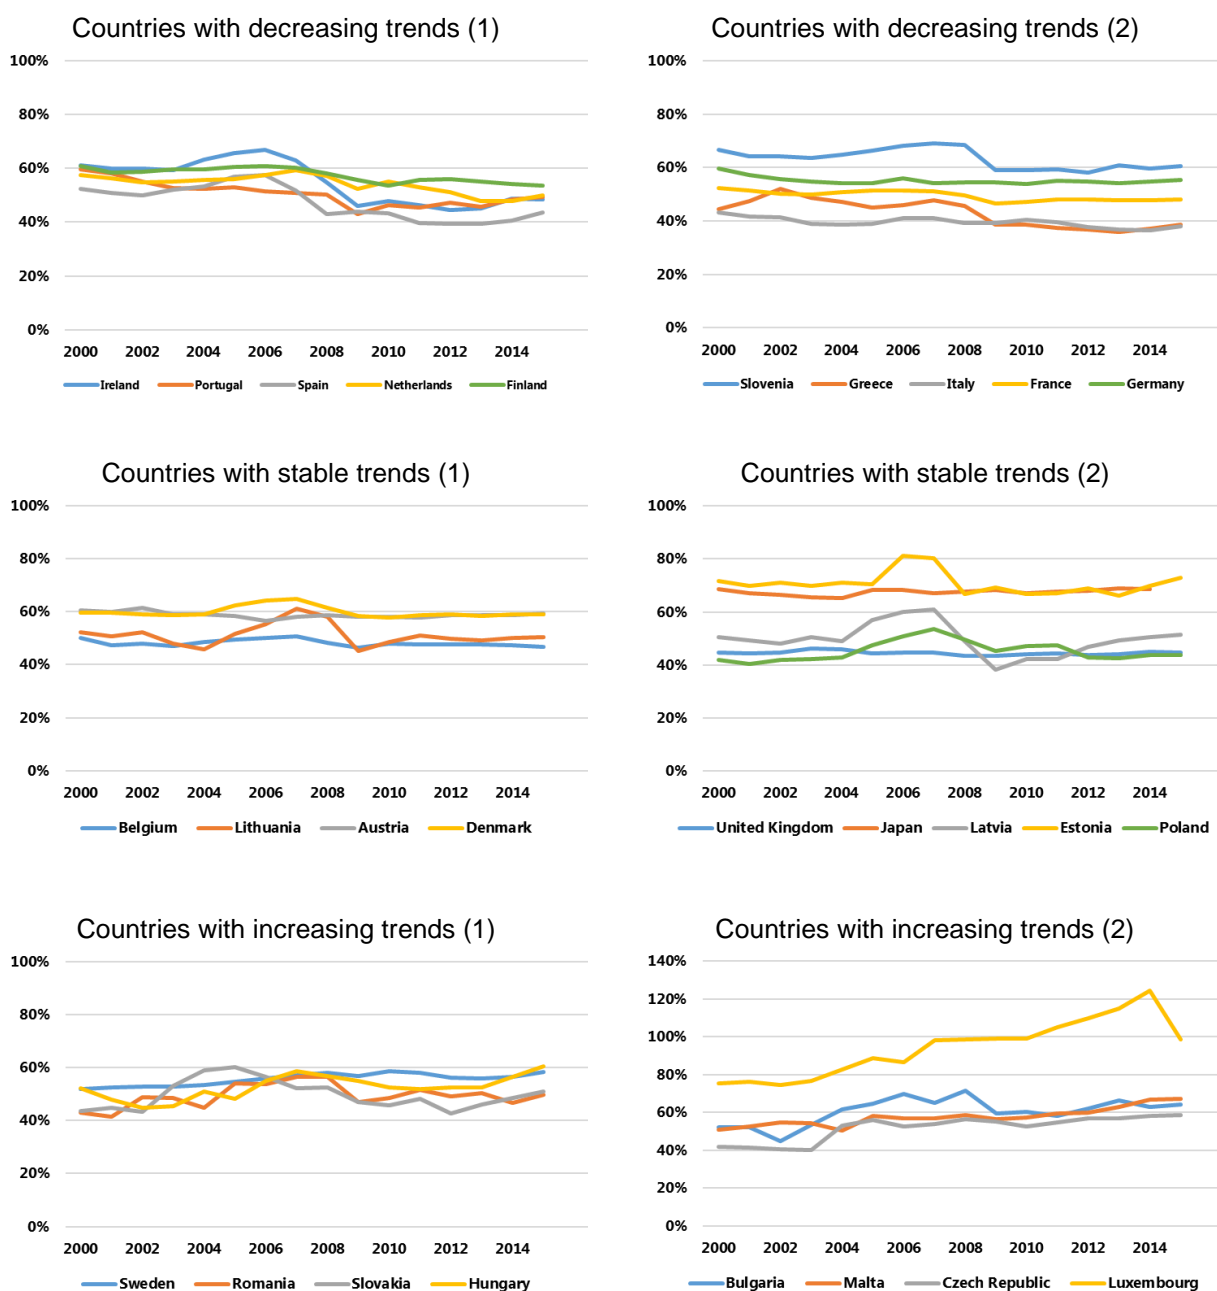 Countries with decreasing trends (1)
100%
80%
60%
40%
20%
0%
2000 2002 2004 2006 2008 2010 2012 2014
Ireland Portugal Spain Netherlands Finland
Countries with decreasing trends (2)
100%
80%
60%
40%
20%
0%
2000 2002 2004 2006 2008 2010 2012 2014
Slovenia Greece Italy France Germany
Countries with stable trends (1)
100%
80%
60%
40%
20%
0%
2000 2002 2004 2006 2008 2010 2012 2014
Belgium Lithuania Austria Denmark
Countries with stable trends (2)
100%
80%
60%
40%
20%
0%
2000 2002 2004 2006 2008 2010 2012 2014
United Kingdom Japan Latvia Estonia Poland
Countries with increasing trends (1)
100%
80%
60%
40%
20%
0%
2000 2002 2004 2006 2008 2010 2012 2014
Sweden Romania Slovakia Hungary
Countries with increasing trends (2)
140%
120%
100%
80%
60%
40%
20%
0%
2000 2002 2004 2006 2008 2010 2012 2014
Bulgaria Malta Czech Republic Luxembourg